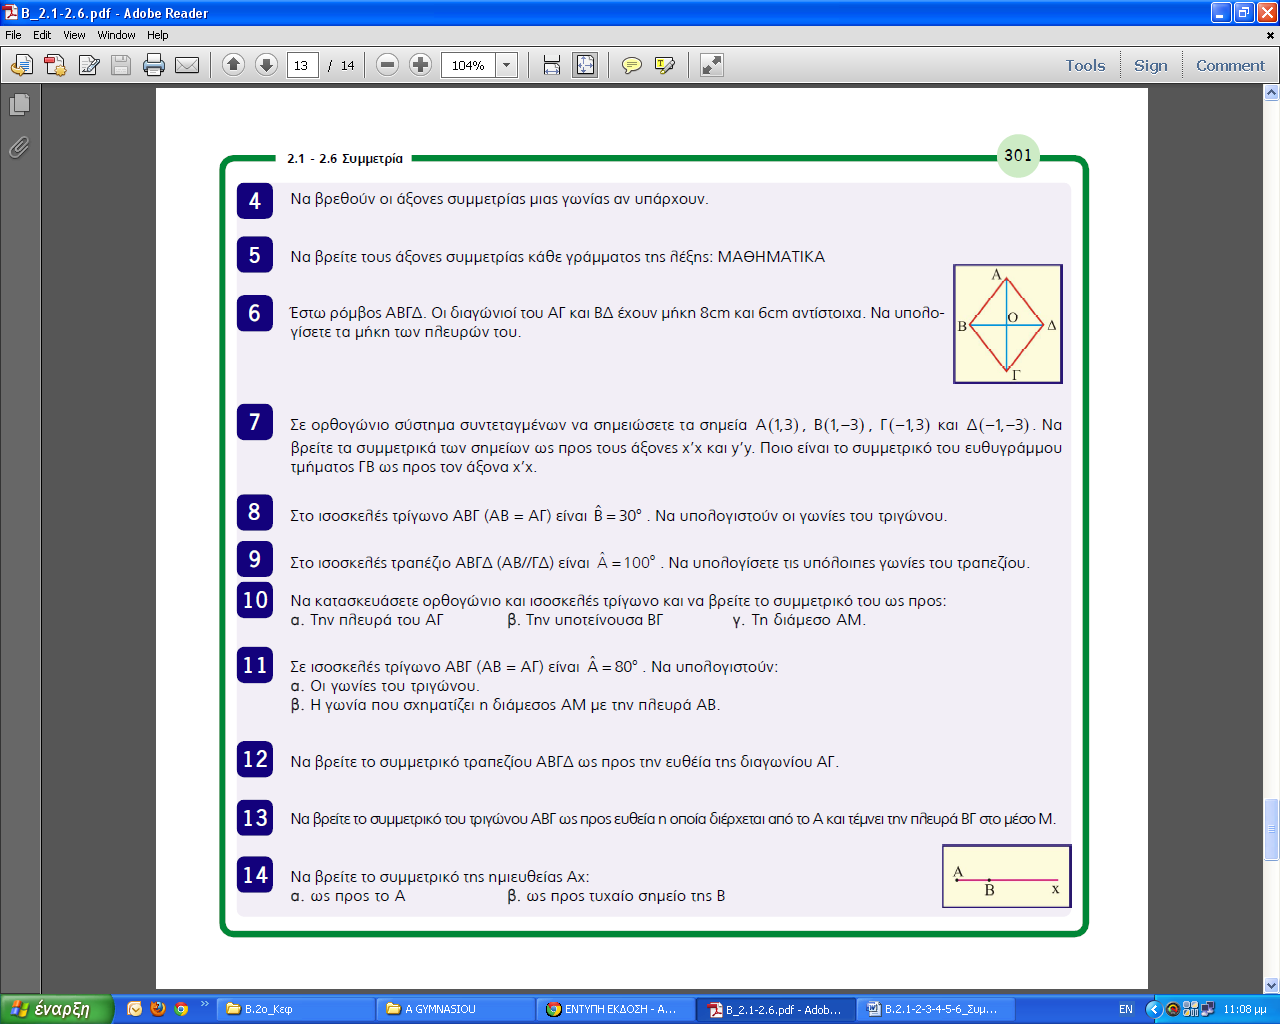 B_2.1-2.6.pdf - Adobe Reader
File Edit View Window Help
13 / 14 104% Tools Sign Comment
2.1 - 2.6 Συμμετρία 301
4 Να βρεθούν οι άξονες συμμετρίας μιας γωνίας αν υπάρχουν.
5 Να βρείτε τους άξονες συμμετρίας κάθε γράμματος της λέξης: ΜΑΘΗΜΑΤΙΚΑ
6 Έστω ρόμβος ΑΒΓΔ. Οι διαγώνιοί του ΑΓ και ΒΔ έχουν μήκη 8cm και 6cm αντίστοιχα. Να υπολο-
γίσετε τα μήκη των πλευρών του.
Α
Β Ο Δ
Γ
7 Σε ορθογώνιο σύστημα συντεταγμένων να σημειώσετε τα σημεία Α(1,3), Β(1,−3), Γ(−1,3) και Δ(−1,−3). Να
βρείτε τα συμμετρικά των σημείων ως προς τους άξονες x’x και y’y. Ποιο είναι το συμμετρικό του ευθυγράμμου
τμήματος ΓΒ ως προς τον άξονα x’x.
8 Στο ισοσκελές τρίγωνο ΑΒΓ (ΑΒ = ΑΓ) είναι B̂ = 30° . Να υπολογιστούν οι γωνίες του τριγώνου.
9 Στο ισοσκελές τραπέζιο ΑΒΓΔ (ΑΒ//ΓΔ) είναι Â = 100° . Να υπολογίσετε τις υπόλοιπες γωνίες του τραπεζίου.
10 Να κατασκευάσετε ορθογώνιο και ισοσκελές τρίγωνο και να βρείτε το συμμετρικό του ως προς:
α. Την πλευρά του ΑΓ β. Την υποτείνουσα ΒΓ γ. Τη διάμεσο ΑΜ.
11 Σε ισοσκελές τρίγωνο ΑΒΓ (ΑΒ = ΑΓ) είναι Â = 80° . Να υπολογιστούν:
α. Οι γωνίες του τριγώνου.
β. Η γωνία που σχηματίζει η διάμεσος ΑΜ με την πλευρά ΑΒ.
12 Να βρείτε το συμμετρικό τραπεζίου ΑΒΓΔ ως προς την ευθέία της διαγωνίου ΑΓ.
13 Να βρείτε το συμμετρικό του τριγώνου ΑΒΓ ως προς ευθεία η οποία διέρχεται από το Α και τέμνει την πλευρά ΒΓ στο μέσο Μ.
14 Να βρείτε το συμμετρικό της ημιευθείας Αx:
α. ως προς το Α β. ως προς τυχαίο σημείο της Β
Α
Β x
έναρξη » B.2o_Κεφ A GYMNASIOU ΕΝΤΥΠΗ ΕΚΔΟΣΗ - Α... B_2.1-2.6.pdf - Adob... B.2.1-2-3-4-5-6_Συμ... EN 11:08 μμ